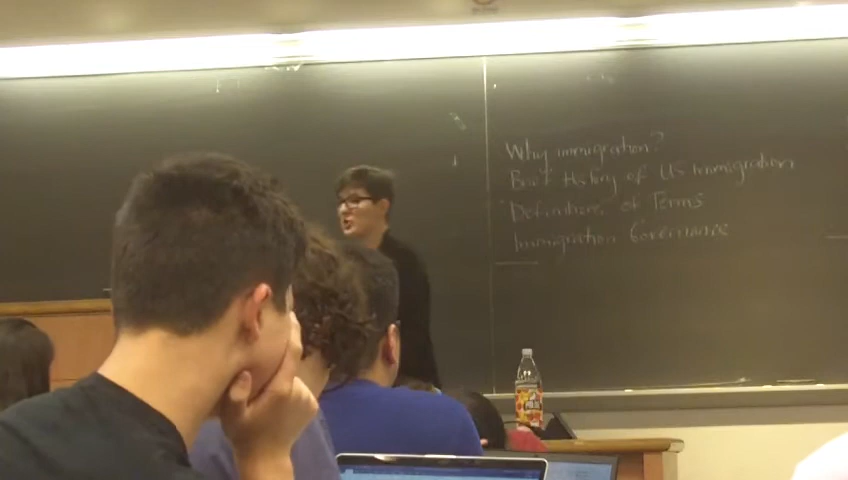 Why immigration?
Brief History of US Immigration
Definitions of Terms
Immigration Governance